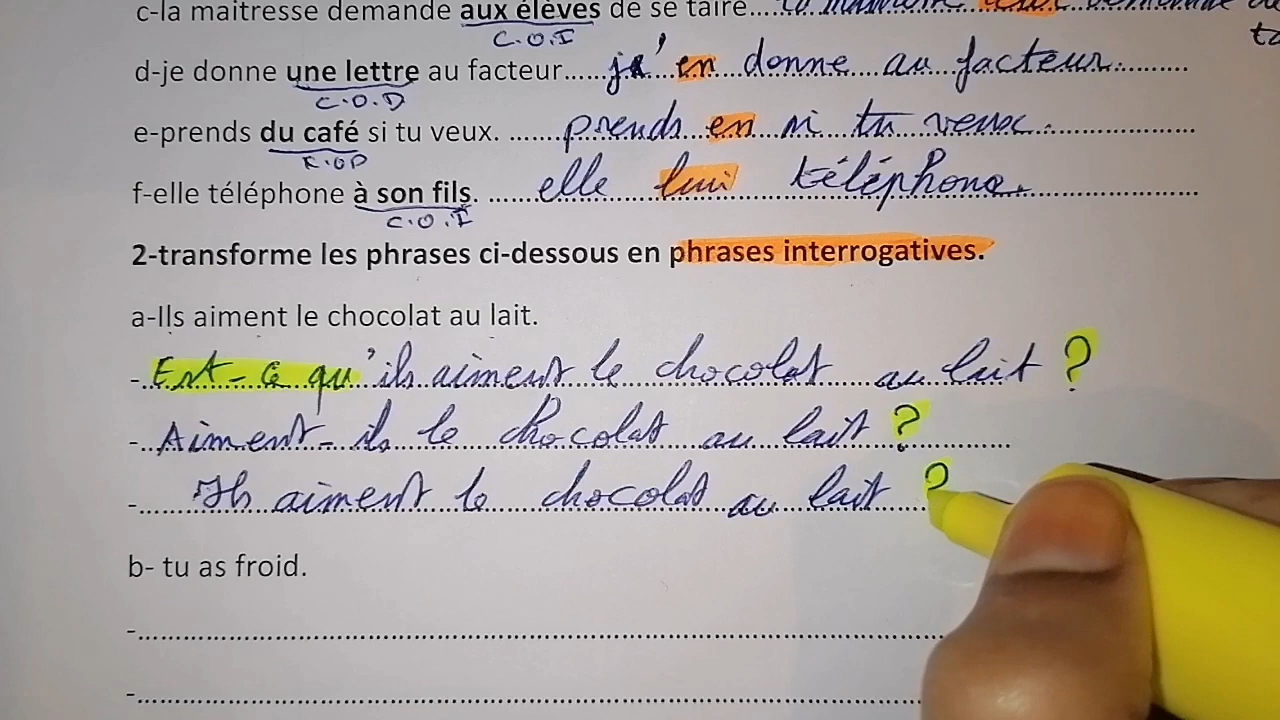 c-la maitresse demande aux élèves de se taire....
C.O.I
d-je donne une lettre au facteur...... j'en donne au facteur.
C.O.D
e-prends du café si tu veux. ...... prends en si tu veux.
C.O.D
f-elle téléphone à son fils. ...... elle lui téléphone.
C.O.I
2-transforme les phrases ci-dessous en phrases interrogatives.
a-Ils aiment le chocolat au lait.
- Est-ce qu'ils aiment le chocolat au lait ?
- Aiment-ils le chocolat au lait ?
- Ils aiment le chocolat au lait ?
b- tu as froid.